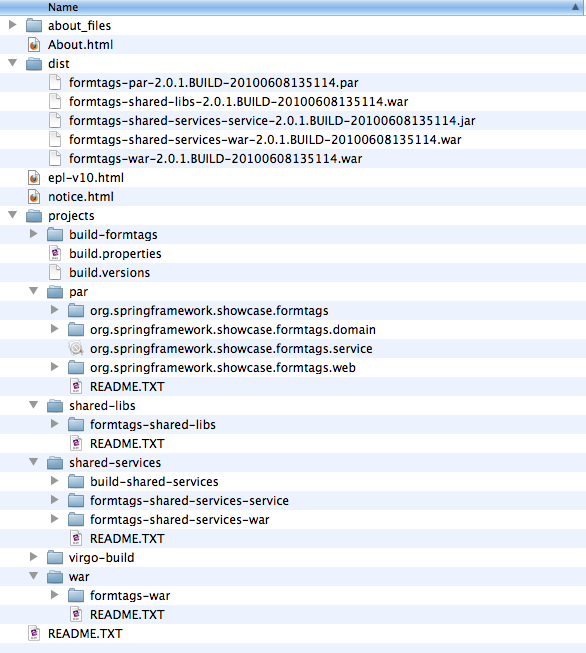 Name
about_files
About.html
dist
formtags-par-2.0.1.BUILD-20100608135114.par
formtags-shared-libs-2.0.1.BUILD-20100608135114.war
formtags-shared-services-service-2.0.1.BUILD-20100608135114.jar
formtags-shared-services-war-2.0.1.BUILD-20100608135114.war
formtags-war-2.0.1.BUILD-20100608135114.war
epl-v10.html
notice.html
projects
build-formtags
build.properties
build.versions
par
org.springframework.showcase.formtags
org.springframework.showcase.formtags.domain
org.springframework.showcase.formtags.service
org.springframework.showcase.formtags.web
README.TXT
shared-libs
formtags-shared-libs
README.TXT
shared-services
build-shared-services
formtags-shared-services-service
formtags-shared-services-war
README.TXT
virgo-build
war
formtags-war
README.TXT
README.TXT